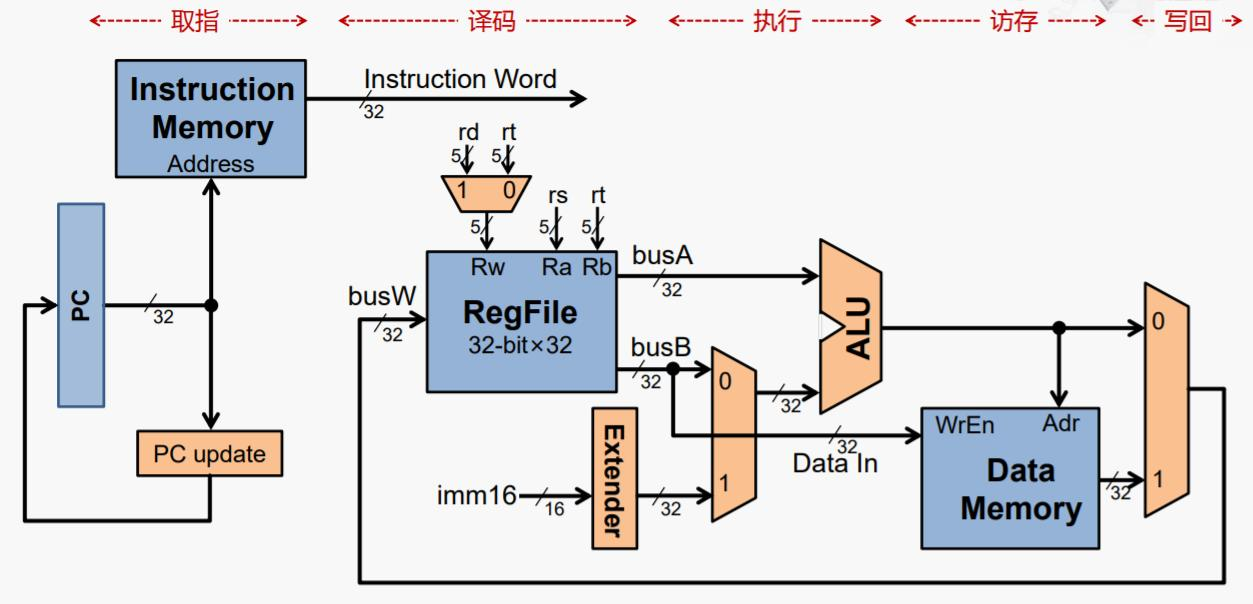 取指
译码
执行
访存
写回
Instruction
Memory
Address
Instruction Word
32
rd rt
5 5
1 0
5
rs rt
5 5
Rw Ra Rb
RegFile
32-bit×32
busW
32
busA
32
busB
32
PC
32
PC update
imm16
16
Extender
32
0
1
32
ALU
32
Data In
WrEn Adr
Data
Memory
32
0
1